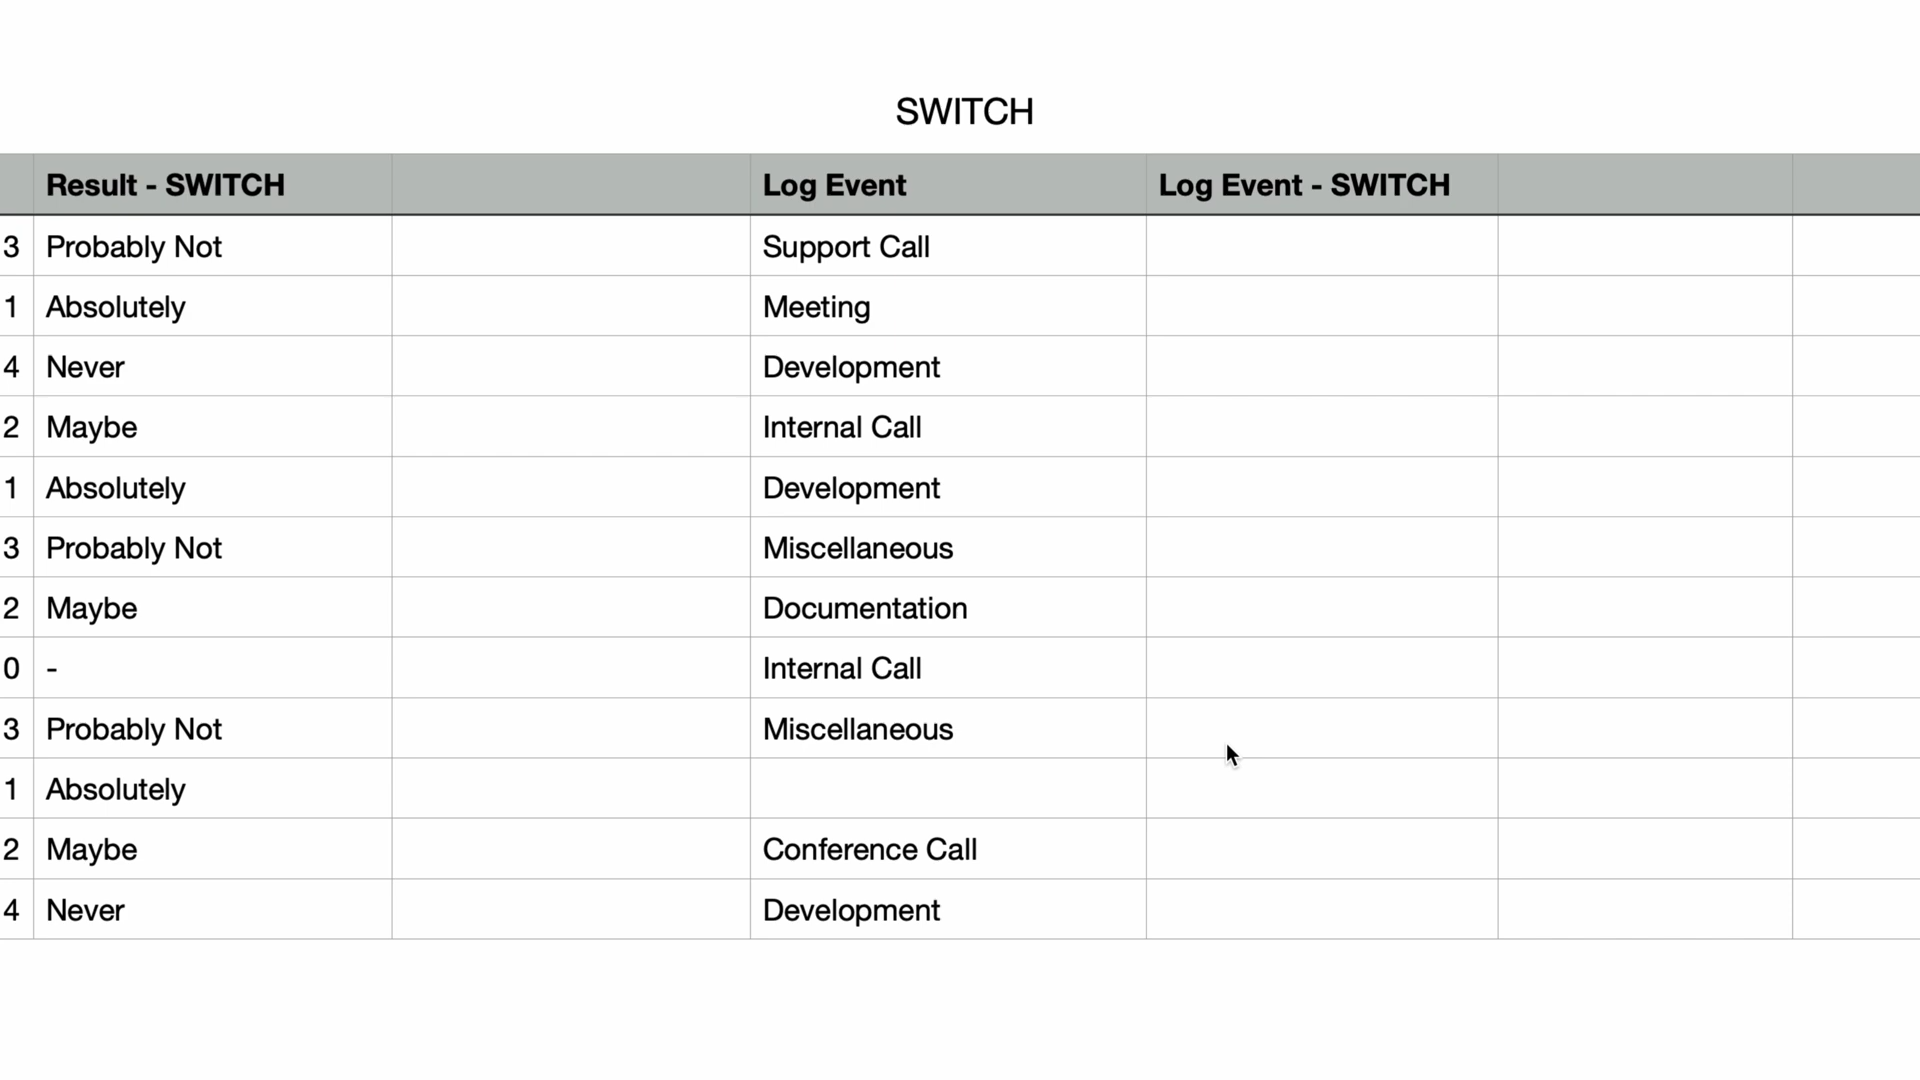 SWITCH
Result - SWITCH Log Event Log Event - SWITCH
3 Probably Not Support Call
1 Absolutely Meeting
4 Never Development
2 Maybe Internal Call
1 Absolutely Development
3 Probably Not Miscellaneous
2 Maybe Documentation
0 - Internal Call
3 Probably Not Miscellaneous
1 Absolutely
2 Maybe Conference Call
4 Never Development